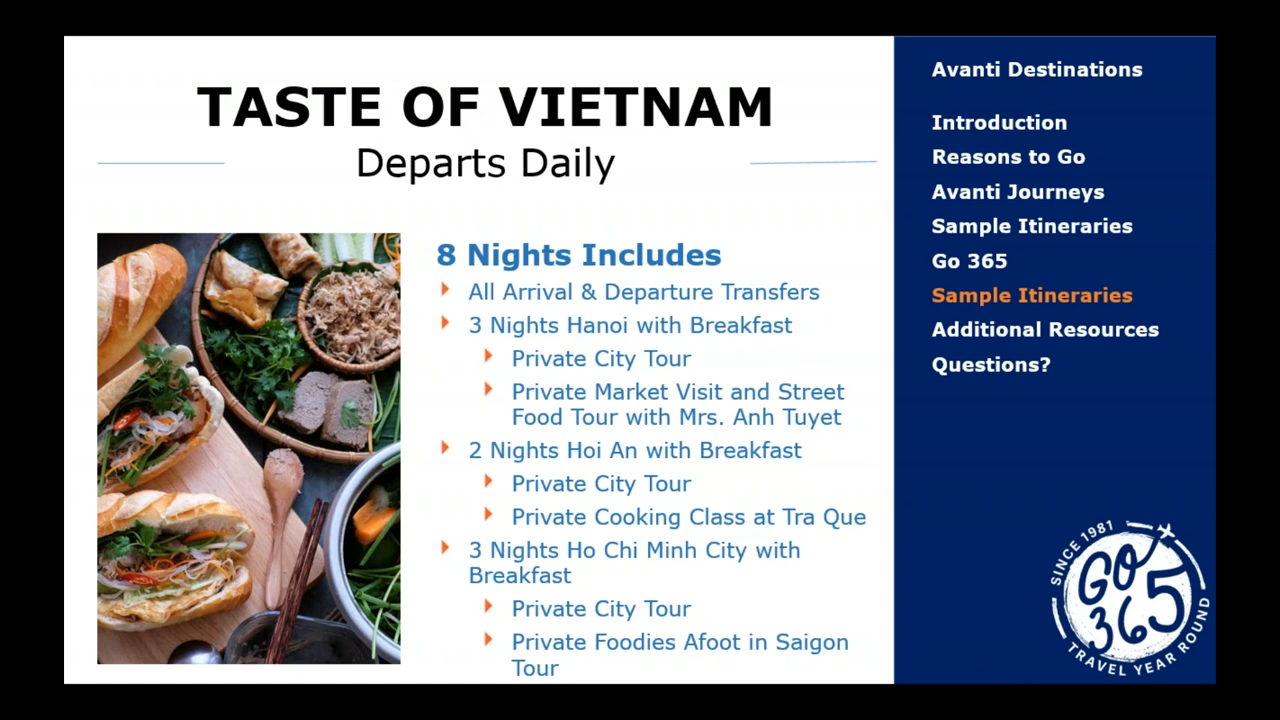 TASTE OF VIETNAM
Departs Daily
8 Nights Includes
All Arrival & Departure Transfers
3 Nights Hanoi with Breakfast
Private City Tour
Private Market Visit and Street
Food Tour with Mrs. Anh Tuyet
2 Nights Hoi An with Breakfast
Private City Tour
Private Cooking Class at Tra Que
3 Nights Ho Chi Minh City with
Breakfast
Private City Tour
Private Foodies Afoot in Saigon
Tour
Avanti Destinations
Introduction
Reasons to Go
Avanti Journeys
Sample Itineraries
Go 365
Sample Itineraries
Additional Resources
Questions?
SINCE 1981
GO
365
TRAVEL YEAR ROUND